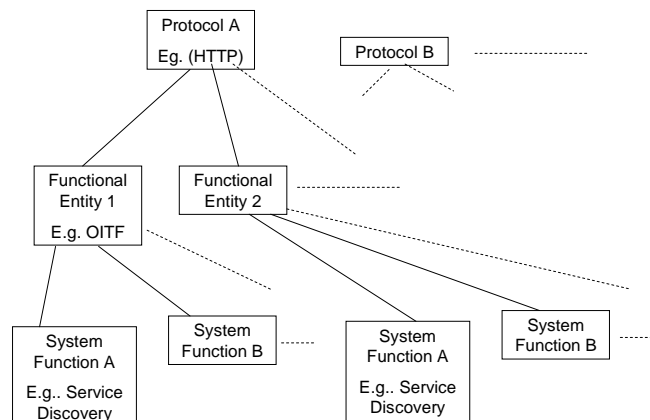 Protocol A
Eg. (HTTP)
Protocol B
Functional
Entity 1
E.g. OITF
Functional
Entity 2
System
Function A
E.g.. Service
Discovery
System
Function B
System
Function A
E.g.. Service
Discovery
System
Function B